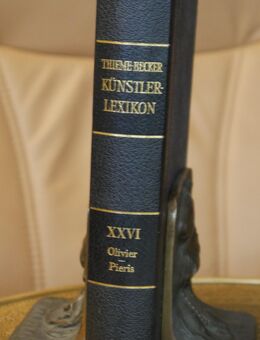 THIEME-BECKER
KÜNSTLER-
LEXIKON
XXVI
Olivier
–
Pieris